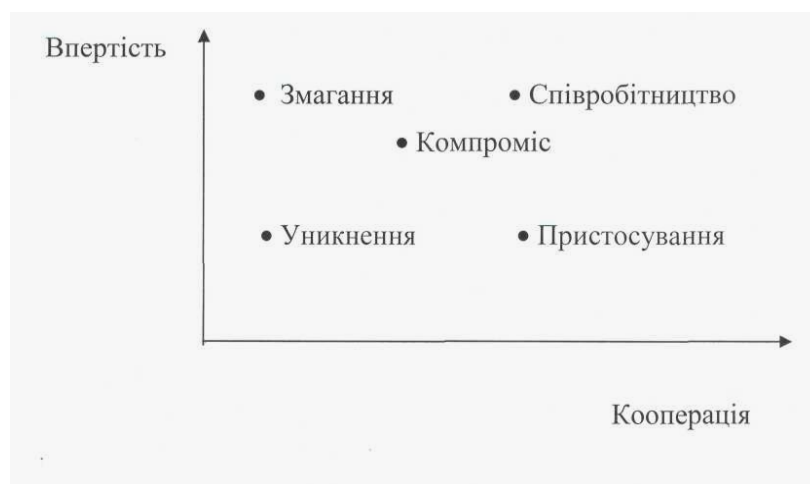 Впертість
• Змагання • Співробітництво
• Компроміс
• Уникнення • Пристосування
Кооперація